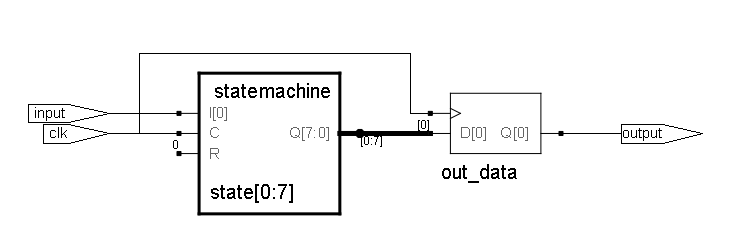 statemachine
input
I[0]
clk
C
Q[7:0]
[0]
D[0]
Q[0]
output
0
[0:7]
R
out_data
state[0:7]